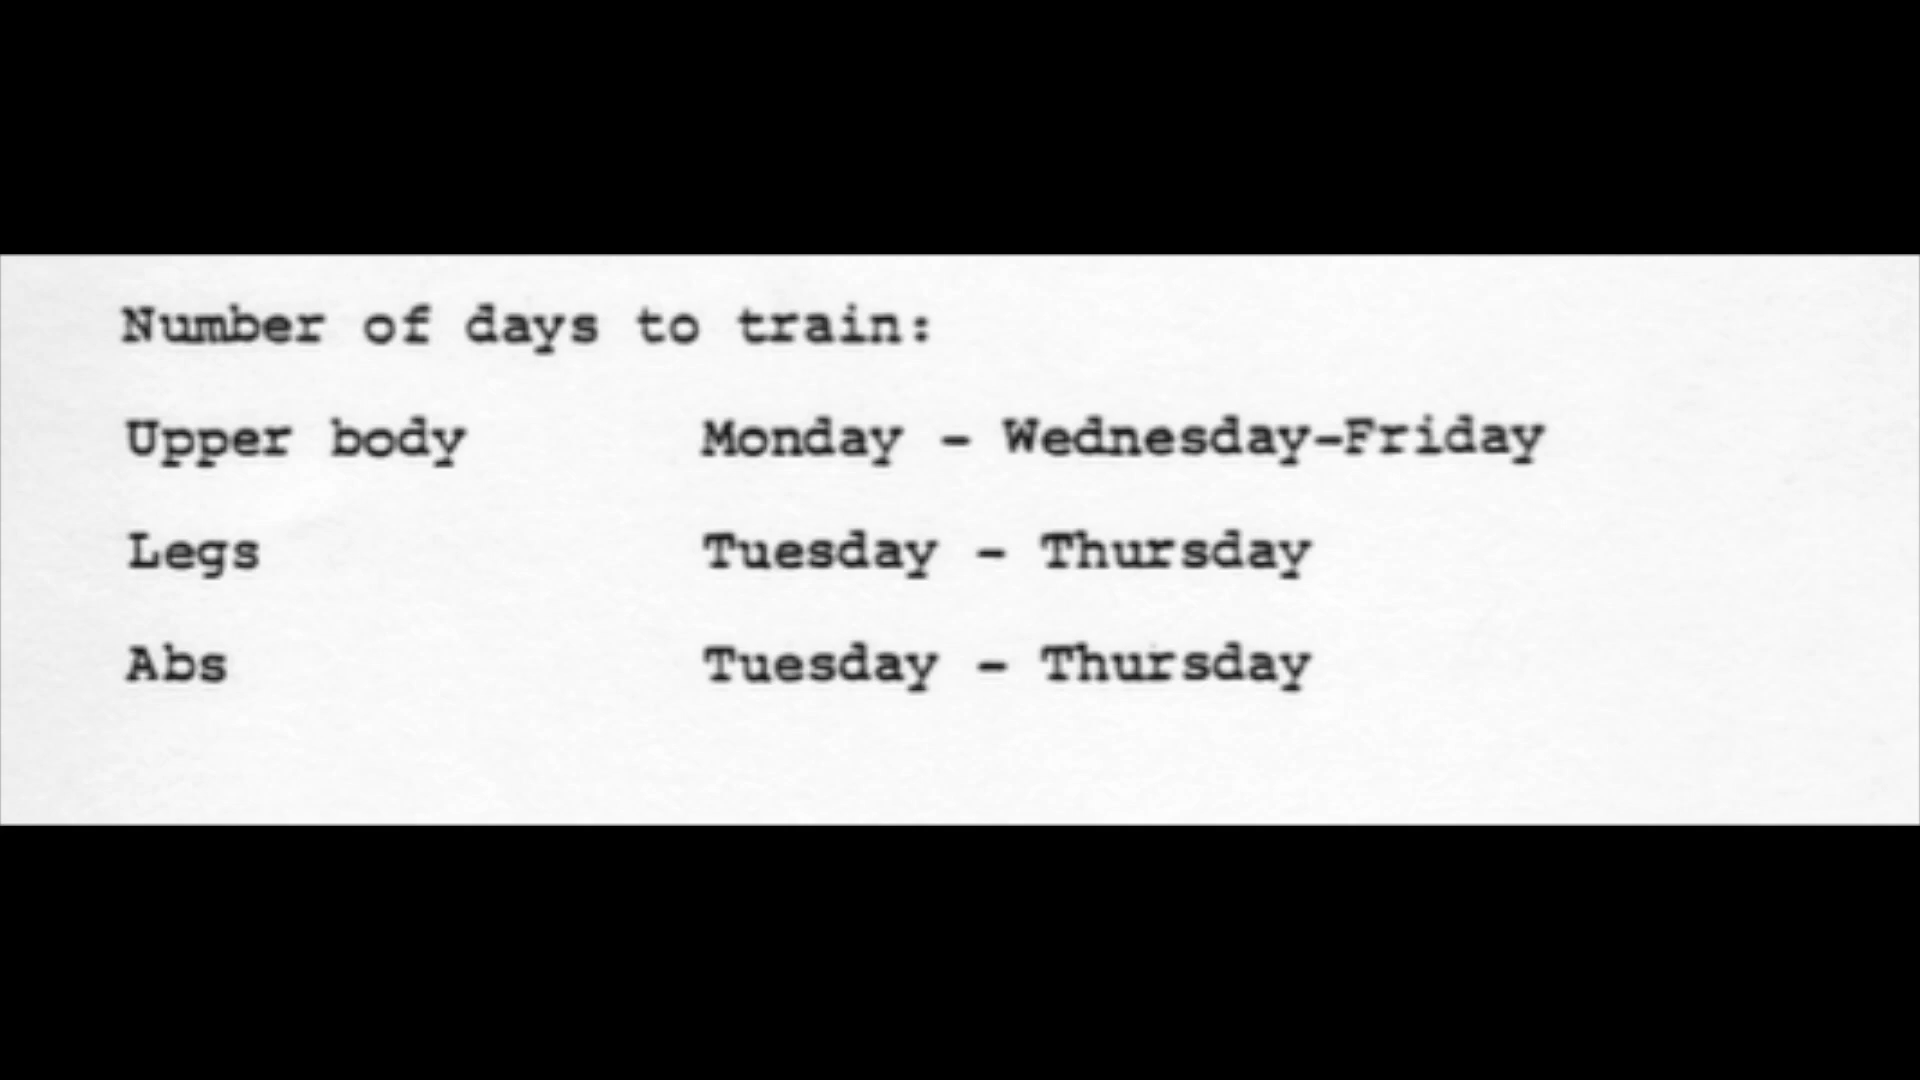 Number of days to train:
Upper body Monday - Wednesday-Friday
Legs Tuesday - Thursday
Abs Tuesday - Thursday